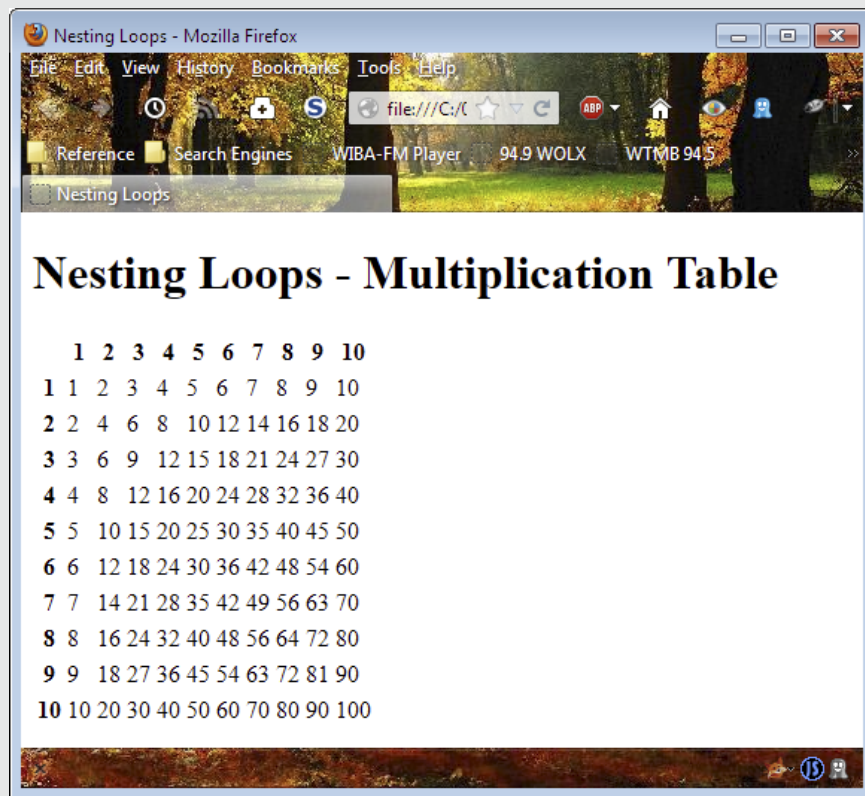 Nesting Loops - Mozilla Firefox
File Edit View History Bookmarks Tools Help
S file:///C:/ ABP
Reference Search Engines WIBA-FM Player 94.9 WOLX WTMB 94.5
Nesting Loops
Nesting Loops - Multiplication Table
1 2 3 4 5 6 7 8 9 10
1 1 2 3 4 5 6 7 8 9 10
2 2 4 6 8 10 12 14 16 18 20
3 3 6 9 12 15 18 21 24 27 30
4 4 8 12 16 20 24 28 32 36 40
5 5 10 15 20 25 30 35 40 45 50
6 6 12 18 24 30 36 42 48 54 60
7 7 14 21 28 35 42 49 56 63 70
8 8 16 24 32 40 48 56 64 72 80
9 9 18 27 36 45 54 63 72 81 90
10 10 20 30 40 50 60 70 80 90 100
JS